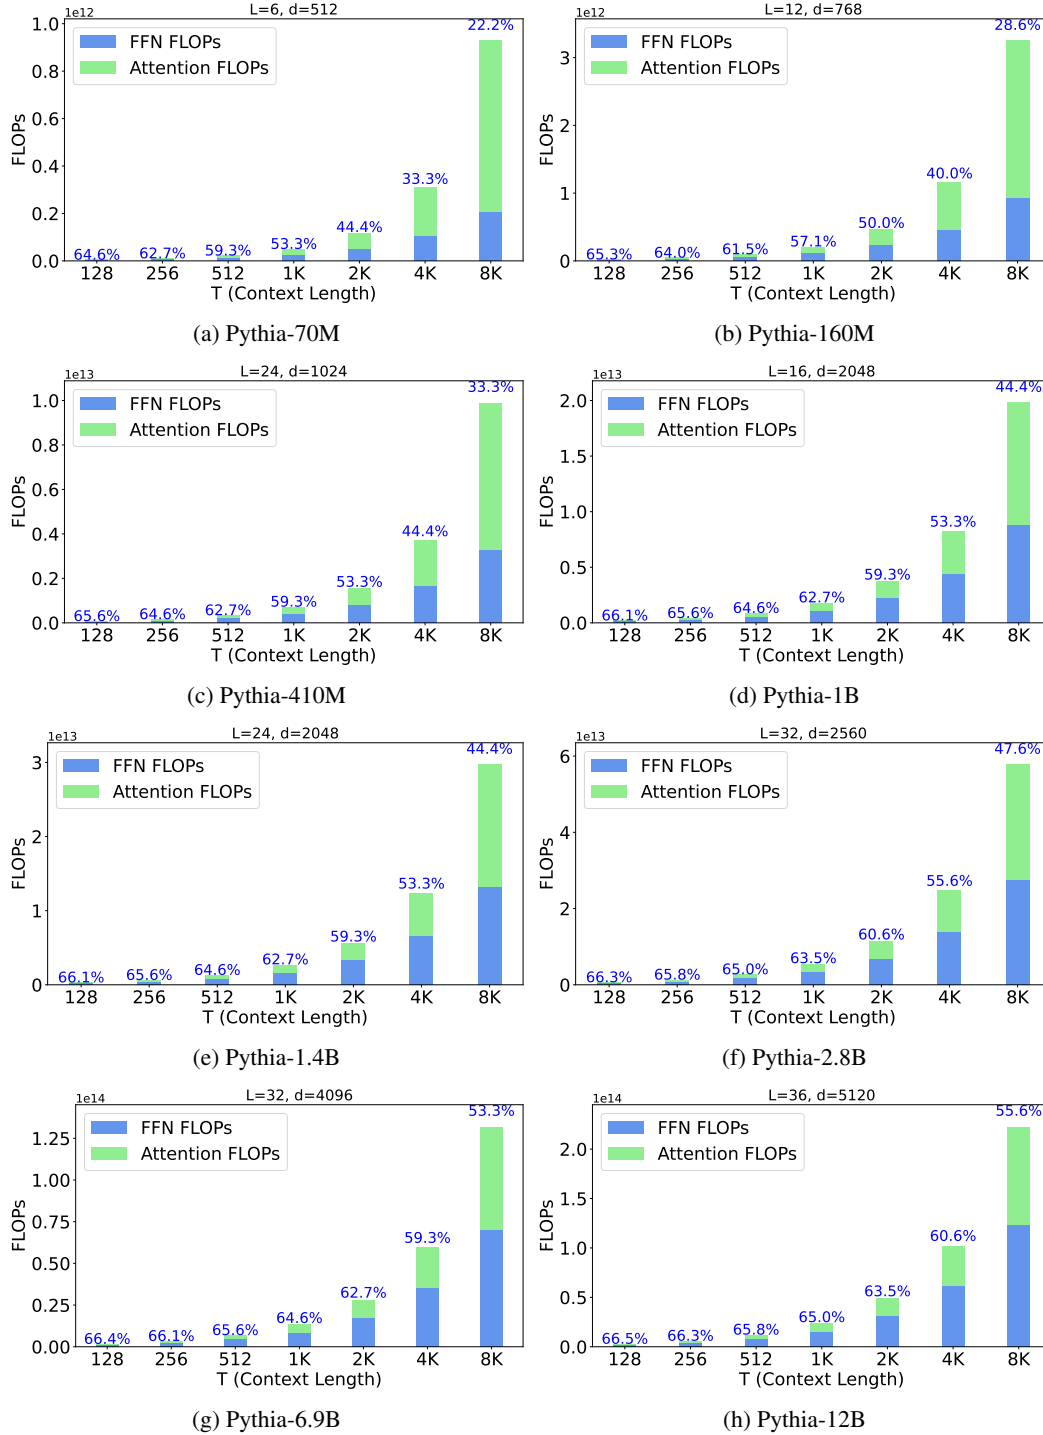 1e12
L=6, d=512
22.2%
FFN FLOPs
Attention FLOPs
33.3%
44.4%
53.3%
59.3%
62.7%
64.6%
1.0
0.8
0.6
0.4
0.2
0.0
FLOPs
128 256 512 1K 2K 4K 8K
T (Context Length)
(a) Pythia-70M
1e12
L=12, d=768
28.6%
FFN FLOPs
Attention FLOPs
40.0%
50.0%
57.1%
61.5%
64.0%
65.3%
3
2
1
0
FLOPs
128 256 512 1K 2K 4K 8K
T (Context Length)
(b) Pythia-160M
1e13
L=24, d=1024
33.3%
FFN FLOPs
Attention FLOPs
44.4%
53.3%
59.3%
62.7%
64.6%
65.6%
1.0
0.8
0.6
0.4
0.2
0.0
FLOPs
128 256 512 1K 2K 4K 8K
T (Context Length)
(c) Pythia-410M
1e13
L=16, d=2048
44.4%
FFN FLOPs
Attention FLOPs
53.3%
59.3%
62.7%
64.6%
65.6%
66.1%
2.0
1.5
1.0
0.5
0.0
FLOPs
128 256 512 1K 2K 4K 8K
T (Context Length)
(d) Pythia-1B
1e13
L=24, d=2048
44.4%
FFN FLOPs
Attention FLOPs
53.3%
59.3%
62.7%
64.6%
65.6%
66.1%
3
2
1
0
FLOPs
128 256 512 1K 2K 4K 8K
T (Context Length)
(e) Pythia-1.4B
1e13
L=32, d=2560
47.6%
FFN FLOPs
Attention FLOPs
55.6%
60.6%
63.5%
65.0%
65.8%
66.3%
6
4
2
0
FLOPs
128 256 512 1K 2K 4K 8K
T (Context Length)
(f) Pythia-2.8B
1e14
L=32, d=4096
53.3%
FFN FLOPs
Attention FLOPs
59.3%
62.7%
64.6%
65.6%
66.1%
66.4%
1.25
1.00
0.75
0.50
0.25
0.00
FLOPs
128 256 512 1K 2K 4K 8K
T (Context Length)
(g) Pythia-6.9B
1e14
L=36, d=5120
55.6%
FFN FLOPs
Attention FLOPs
60.6%
63.5%
65.0%
65.8%
66.3%
66.5%
2.0
1.5
1.0
0.5
0.0
FLOPs
128 256 512 1K 2K 4K 8K
T (Context Length)
(h) Pythia-12B